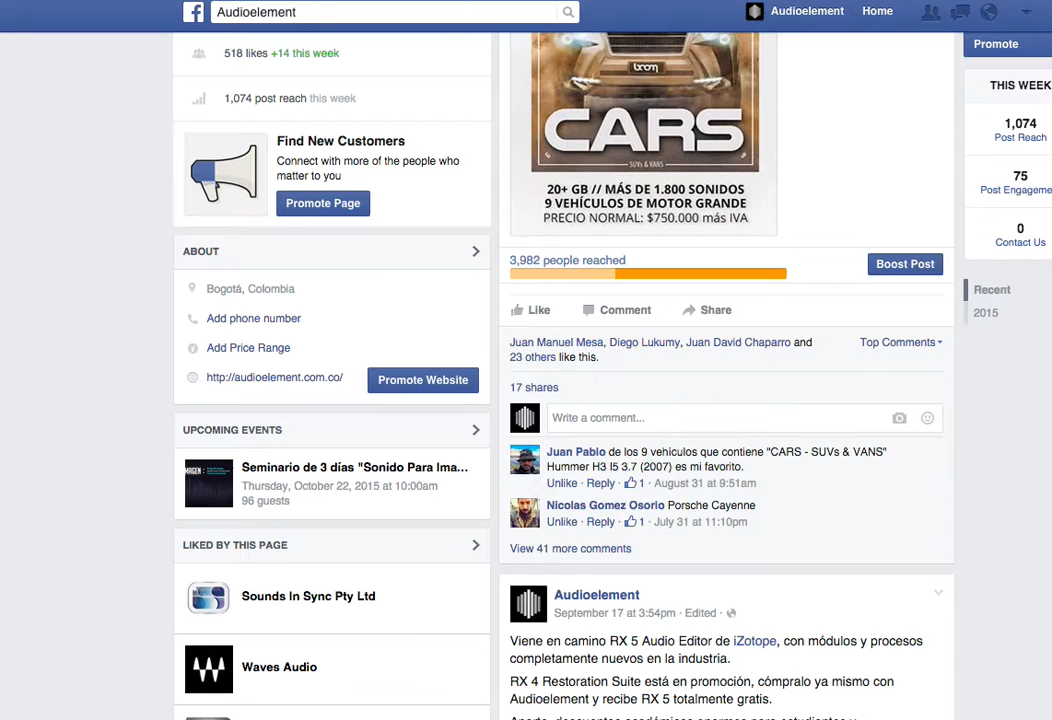 Audioelement
Audioelement Home
518 likes +14 this week
1,074 post reach this week
Find New Customers
Connect with more of the people who
matter to you
Promote Page
ABOUT
Bogotá, Colombia
Add phone number
Add Price Range
http://audioelement.com.co/
Promote Website
UPCOMING EVENTS
IMAGEN :
Seminario de 3 días "Sonido Para Ima...
Thursday, October 22, 2015 at 10:00am
96 guests
LIKED BY THIS PAGE
Sounds In Sync Pty Ltd
Waves Audio
boom
CARS
SUVs & VANS
20+ GB // MÁS DE 1.800 SONIDOS
9 VEHÍCULOS DE MOTOR GRANDE
PRECIO NORMAL: $750.000 más IVA
3,982 people reached
Boost Post
Like Comment Share
Juan Manuel Mesa, Diego Lukumy, Juan David Chaparro and
23 others like this.
Top Comments
17 shares
Write a comment...
Juan Pablo de los 9 vehículos que contiene "CARS - SUVs & VANS"
Hummer H3 I5 3.7 (2007) es mi favorito.
Unlike · Reply · 1 · August 31 at 9:51am
Nicolas Gomez Osorio Porsche Cayenne
Unlike · Reply · 1 · July 31 at 11:10pm
View 41 more comments
Audioelement
September 17 at 3:54pm · Edited ·
Viene en camino RX 5 Audio Editor de iZotope, con módulos y procesos
completamente nuevos en la industria.
RX 4 Restoration Suite está en promoción, cómpralo ya mismo con
Audioelement y recibe RX 5 totalmente gratis.
Promote
THIS WEEK
1,074
Post Reach
75
Post Engageme
0
Contact Us
Recent
2015